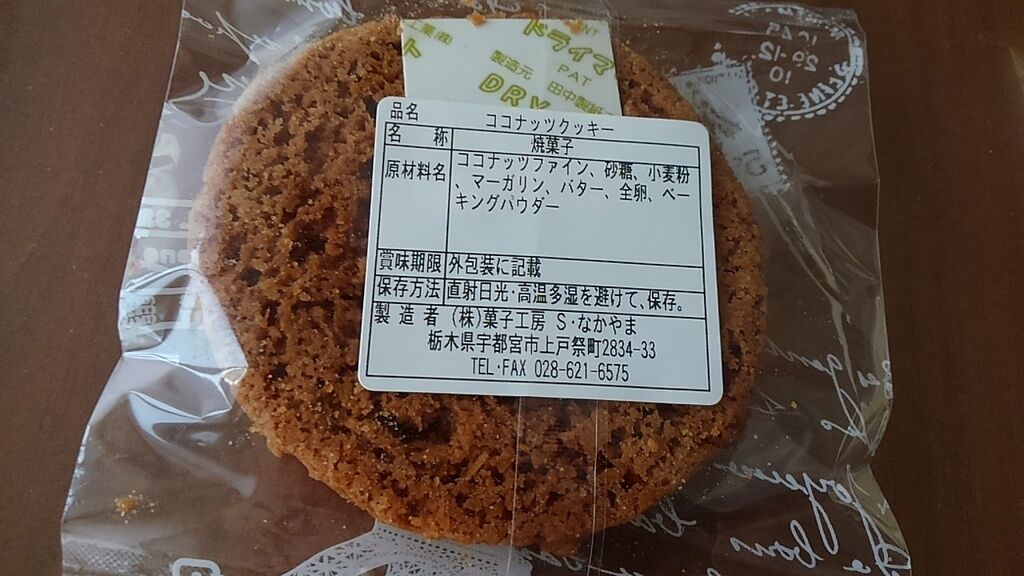 ドライマ
PAT
製造元 田中製紙
DRY
品名 ココナッツクッキー
名称 焼菓子
原材料名 ココナッツファイン、砂糖、小麦粉
、マーガリン、バター、全卵、ベー
キングパウダー
賞味期限 外包装に記載
保存方法 直射日光・高温多湿を避けて、保存。
製造者 (株)菓子工房 S・なかやま
栃木県宇都宮市上戸祭町2834-33
TEL・FAX 028-621-6575